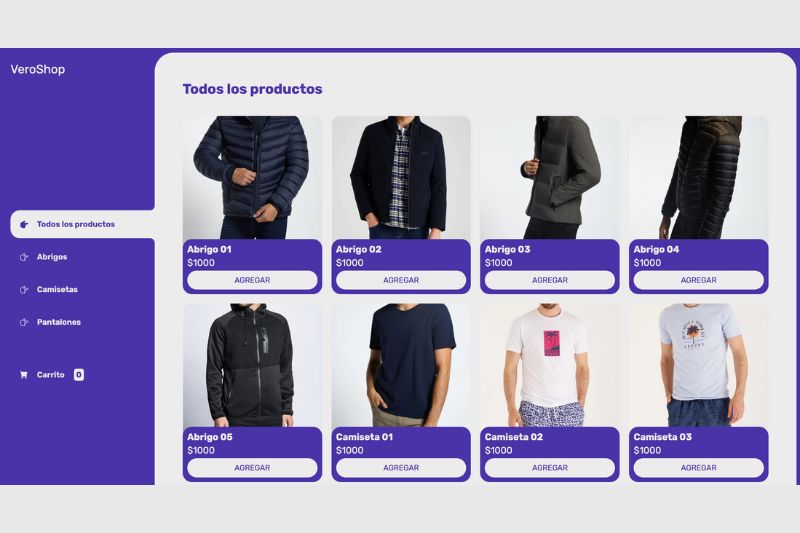 VeroShop
Todos los productos
Abrigos
Camisetas
Pantalones
Carrito 0
Todos los productos
Abrigo 01
$1000
AGREGAR
Abrigo 02
$1000
AGREGAR
Abrigo 03
$1000
AGREGAR
Abrigo 04
$1000
AGREGAR
Abrigo 05
$1000
AGREGAR
Camiseta 01
$1000
AGREGAR
Camiseta 02
$1000
AGREGAR
Camiseta 03
$1000
AGREGAR